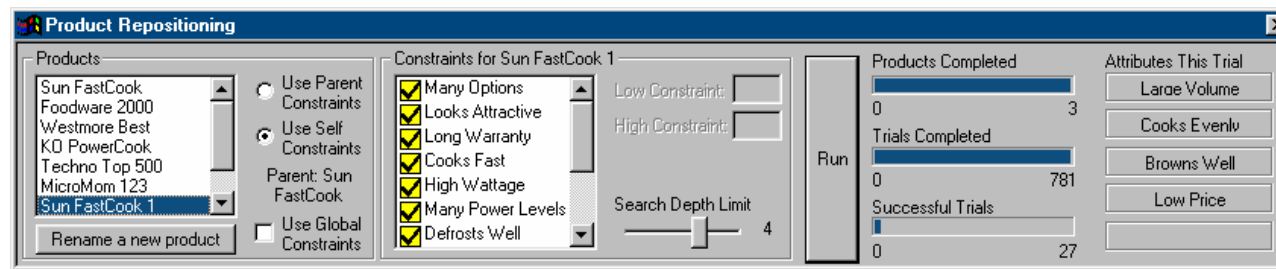 Product Repositioning
Products
Sun FastCook
Foodware 2000
Westmore Best
KO PowerCook
Techno Top 500
MicroMom 123
Sun FastCook 1
Rename a new product
Use Parent
Constraints
Use Self
Constraints
Parent: Sun
FastCook
Use Global
Constraints
Constraints for Sun FastCook 1
Many Options
Looks Attractive
Long Warranty
Cooks Fast
High Wattage
Many Power Levels
Defrosts Well
Low Constraint:
High Constraint:
Search Depth Limit
4
Run
Products Completed
0 3
Trials Completed
0 781
Successful Trials
0 27
Attributes This Trial
Large Volume
Cooks Evenly
Browns Well
Low Price